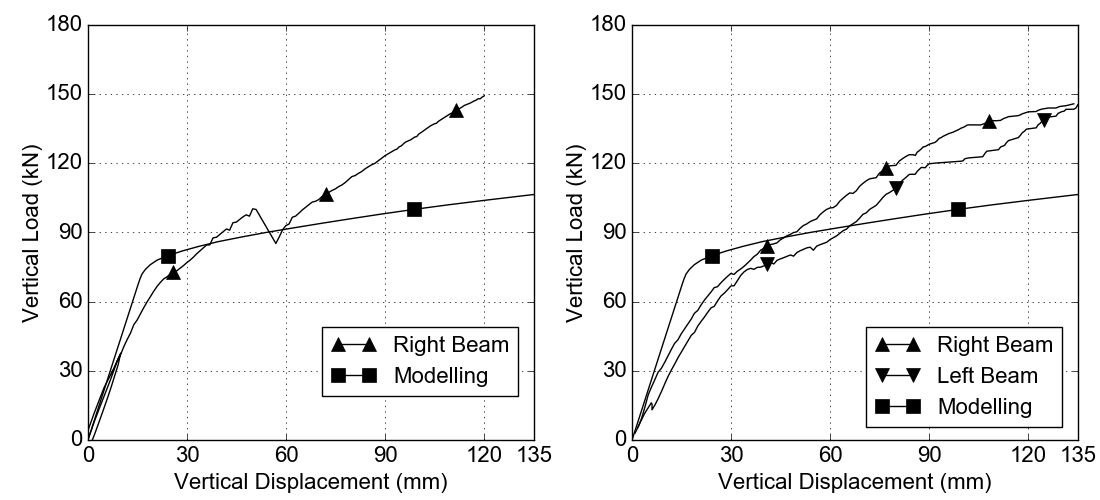 180
150
120
90
60
30
0
Vertical Load (kN)
0 30 60 90 120 135
Vertical Displacement (mm)
Right Beam
Modelling
180
150
120
90
60
30
0
Vertical Load (kN)
0 30 60 90 120 135
Vertical Displacement (mm)
Right Beam
Left Beam
Modelling